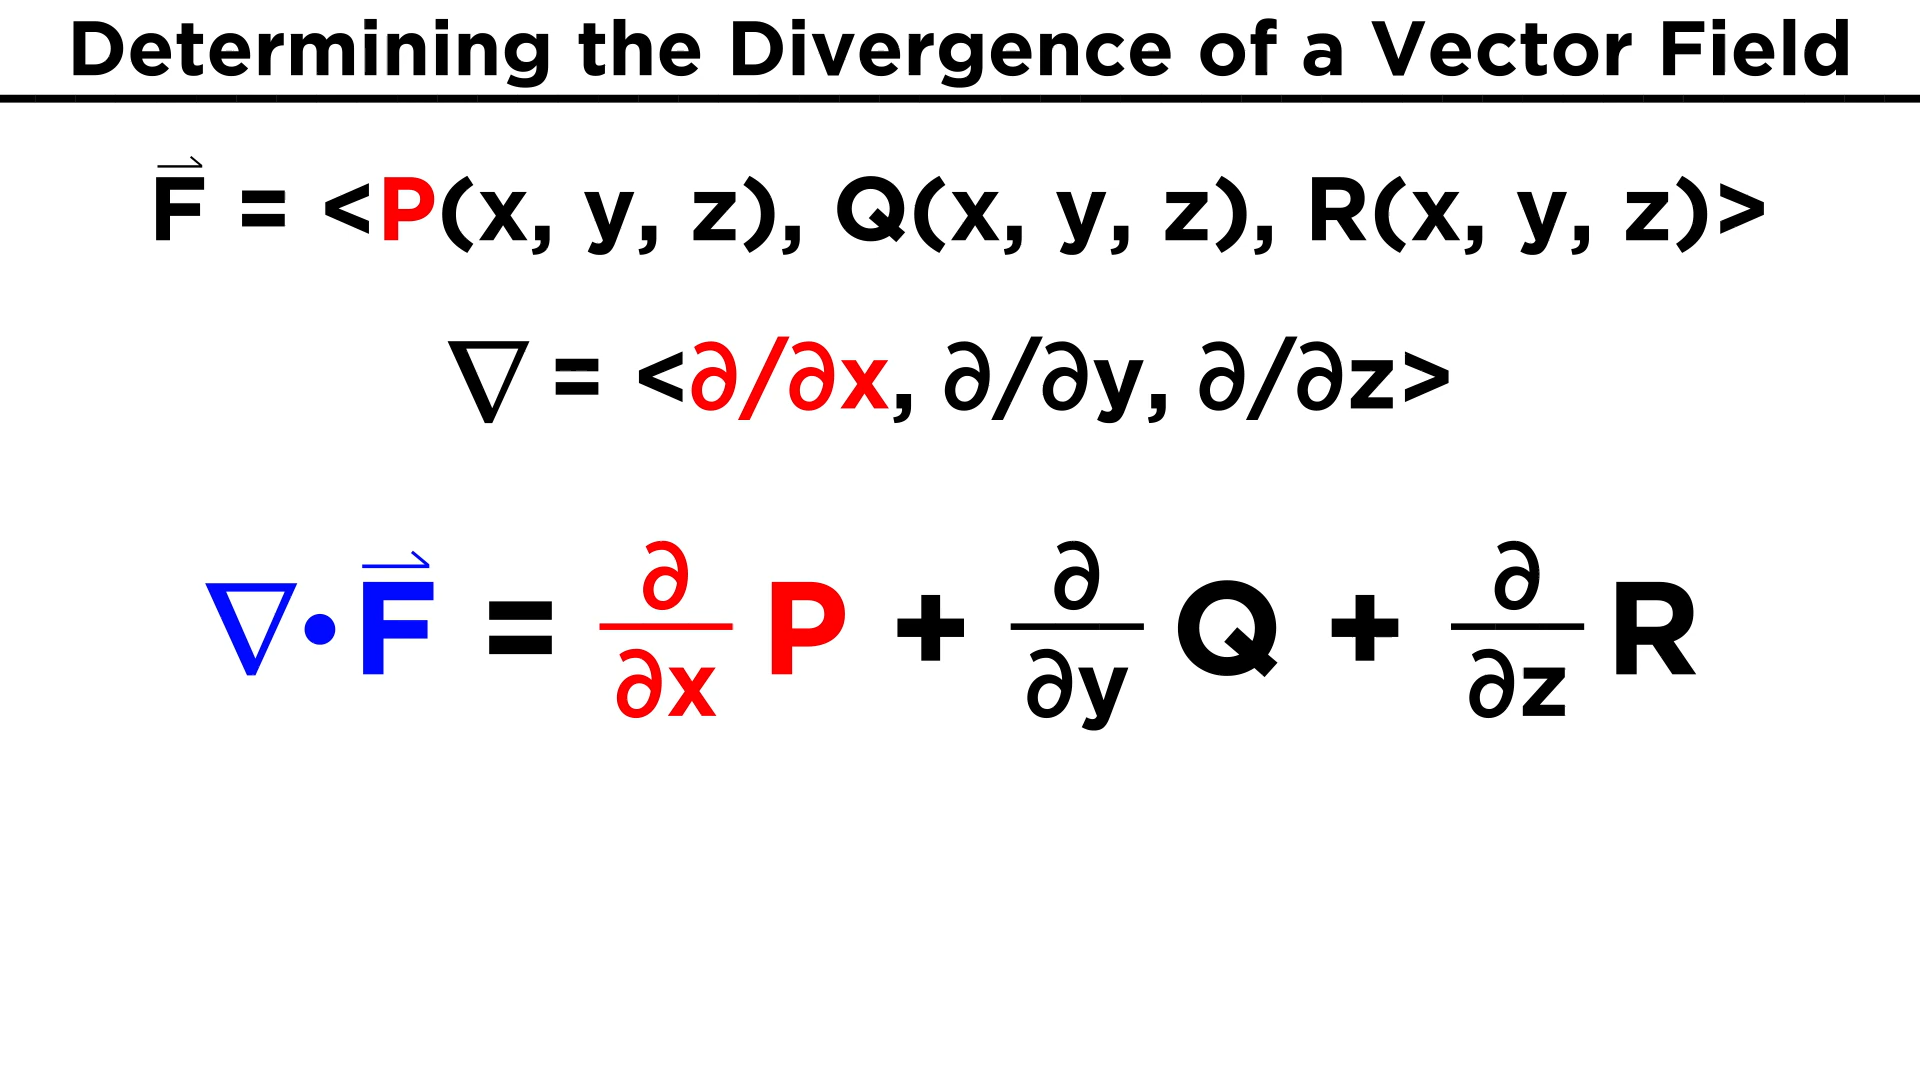 Determining the Divergence of a Vector Field
F⃗ = <P(x, y, z), Q(x, y, z), R(x, y, z)>
∇ = <∂/∂x, ∂/∂y, ∂/∂z>
∇•F⃗ = ∂/∂x P + ∂/∂y Q + ∂/∂z R